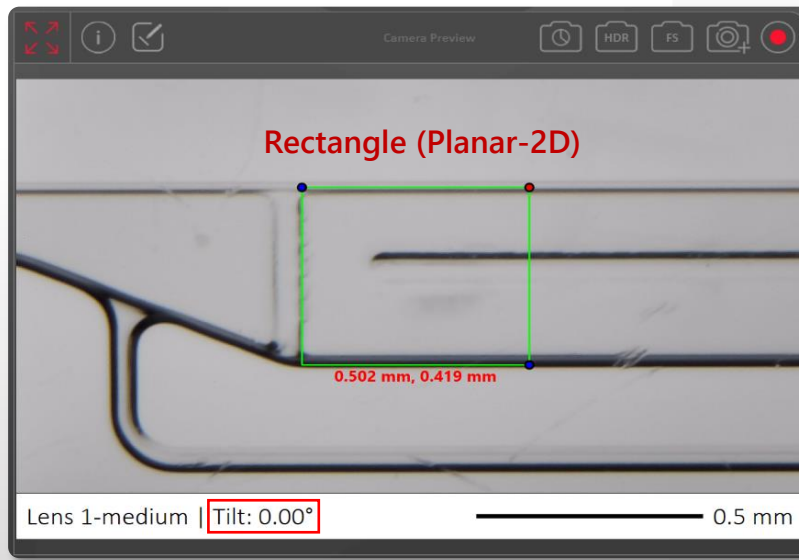 i Camera Preview HDR FS
Rectangle (Planar-2D)
0.502 mm, 0.419 mm
Lens 1-medium | Tilt: 0.00° 0.5 mm